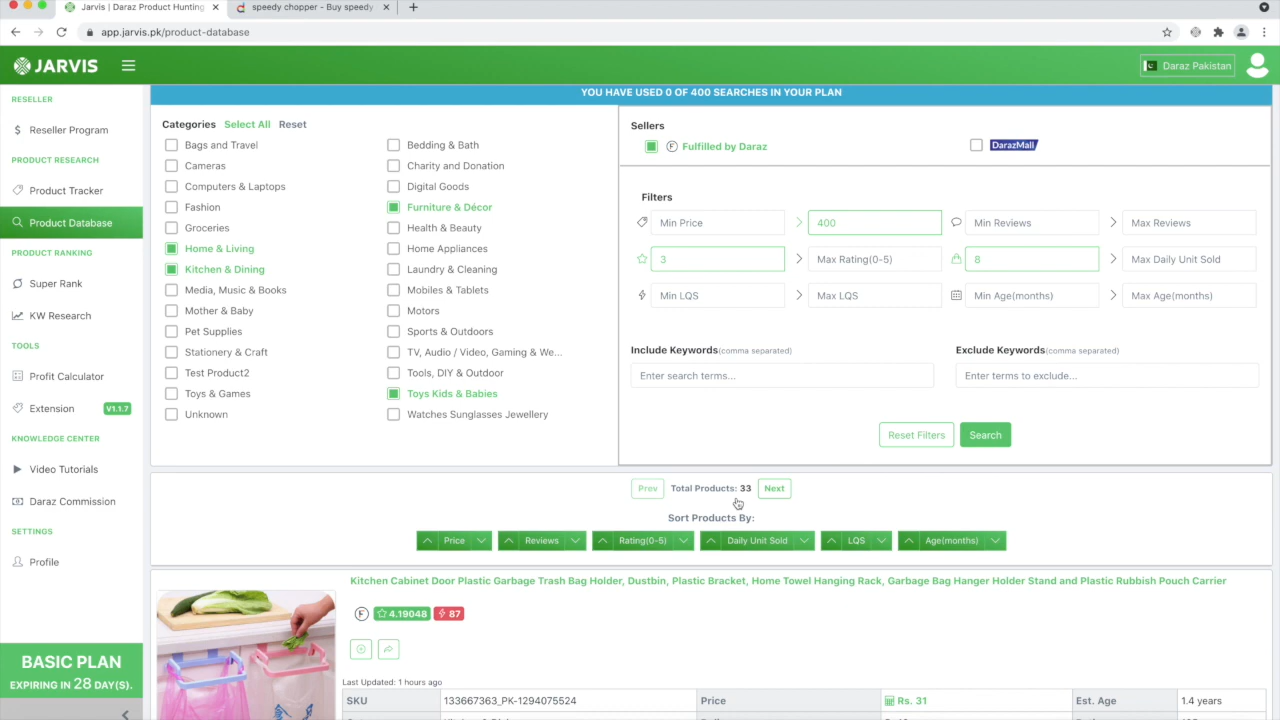 Jarvis | Daraz Product Hunting
speedy chopper - Buy speedy
app.jarvis.pk/product-database
JARVIS
Daraz Pakistan
RESELLER
Reseller Program
PRODUCT RESEARCH
Product Tracker
Product Database
PRODUCT RANKING
Super Rank
KW Research
TOOLS
Profit Calculator
Extension V1.1.7
KNOWLEDGE CENTER
Video Tutorials
Daraz Commission
SETTINGS
Profile
BASIC PLAN
EXPIRING IN 28 DAY(S).
YOU HAVE USED 0 OF 400 SEARCHES IN YOUR PLAN
Categories Select All Reset
Bags and Travel
Bedding & Bath
Cameras
Charity and Donation
Computers & Laptops
Digital Goods
Fashion
Furniture & Décor
Groceries
Health & Beauty
Home & Living
Home Appliances
Kitchen & Dining
Laundry & Cleaning
Media, Music & Books
Mobiles & Tablets
Mother & Baby
Motors
Pet Supplies
Sports & Outdoors
Stationery & Craft
TV, Audio / Video, Gaming & We...
Test Product2
Tools, DIY & Outdoor
Toys & Games
Toys Kids & Babies
Unknown
Watches Sunglasses Jewellery
Sellers
F Fulfilled by Daraz
DarazMall
Filters
Min Price 400 Min Reviews Max Reviews
3 Max Rating(0~5) 8 Max Daily Unit Sold
Min LQS Max LQS Min Age(months) Max Age(months)
Include Keywords(comma separated)
Exclude Keywords(comma separated)
Enter search terms...
Enter terms to exclude...
Reset Filters Search
Prev Total Products: 33 Next
Sort Products By:
Price Reviews Rating(0-5) Daily Unit Sold LQS Age(months)
Kitchen Cabinet Door Plastic Garbage Trash Bag Holder, Dustbin, Plastic Bracket, Home Towel Hanging Rack, Garbage Bag Hanger Holder Stand and Plastic Rubbish Pouch Carrier
F 4.19048 87
Last Updated: 1 hours ago
SKU 133667363_PK-1294075524 Price Rs. 31 Est. Age 1.4 years